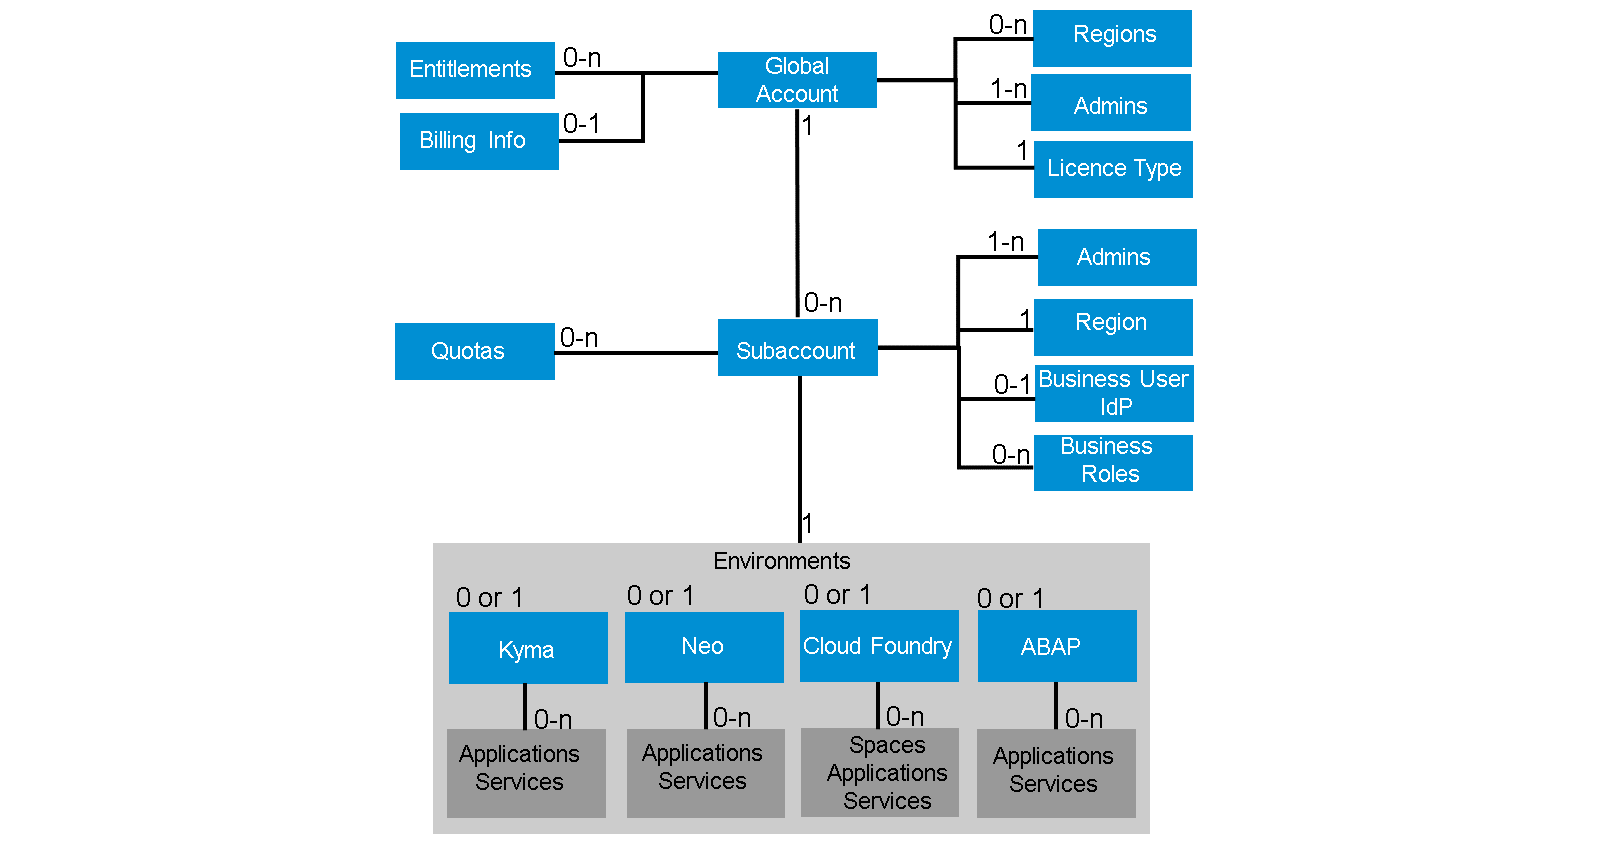 Entitlements
0-n
Billing Info
0-1
Global
Account
1
0-n
Regions
1-n
Admins
1
Licence Type
0-n
Subaccount
Quotas
0-n
1-n
Admins
1
Region
0-1
Business User
IdP
0-n
Business
Roles
1
Environments
0 or 1
Kyma
0-n
Applications
Services
0 or 1
Neo
0-n
Applications
Services
0 or 1
Cloud Foundry
0-n
Spaces
Applications
Services
0 or 1
ABAP
0-n
Applications
Services